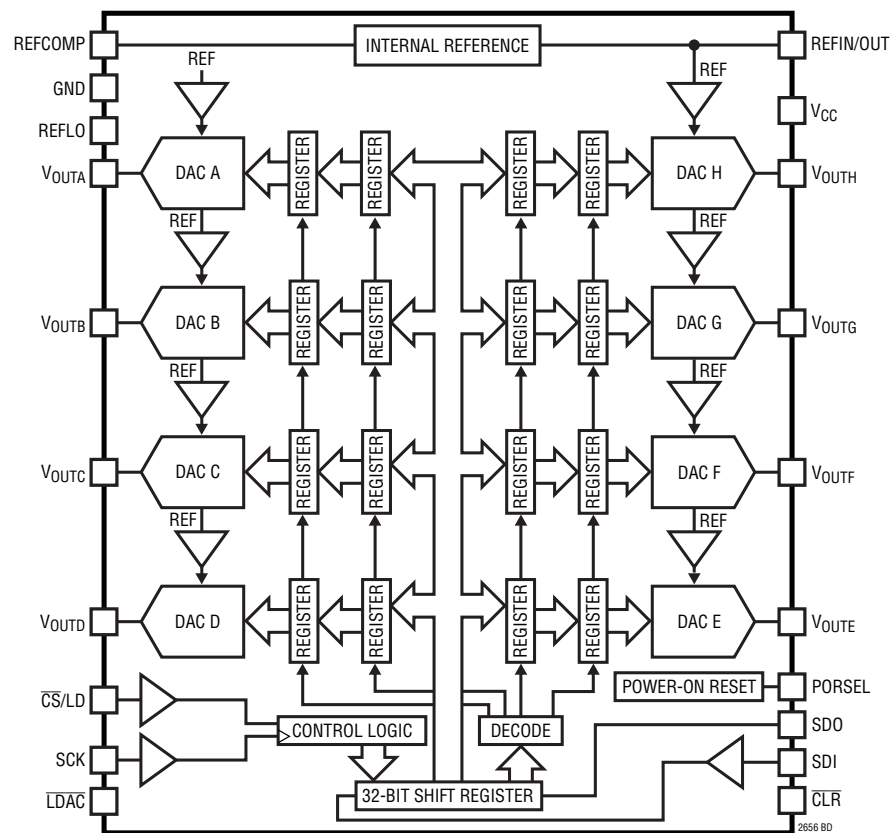 REFCOMP
INTERNAL REFERENCE
REFIN/OUT
REF
REF
GND
VCC
REFLO
VOUTA
DAC A
REGISTER
REGISTER
REGISTER
REGISTER
DAC H
VOUTH
REF
REF
VOUTB
DAC B
REGISTER
REGISTER
REGISTER
REGISTER
DAC G
VOUTG
REF
REF
VOUTC
DAC C
REGISTER
REGISTER
REGISTER
REGISTER
DAC F
VOUTF
REF
REF
VOUTD
DAC D
REGISTER
REGISTER
REGISTER
REGISTER
DAC E
VOUTE
CS/LD
POWER-ON RESET
PORSEL
CONTROL LOGIC
DECODE
SDO
SCK
SDI
LDAC
32-BIT SHIFT REGISTER
CLR
2656 BD